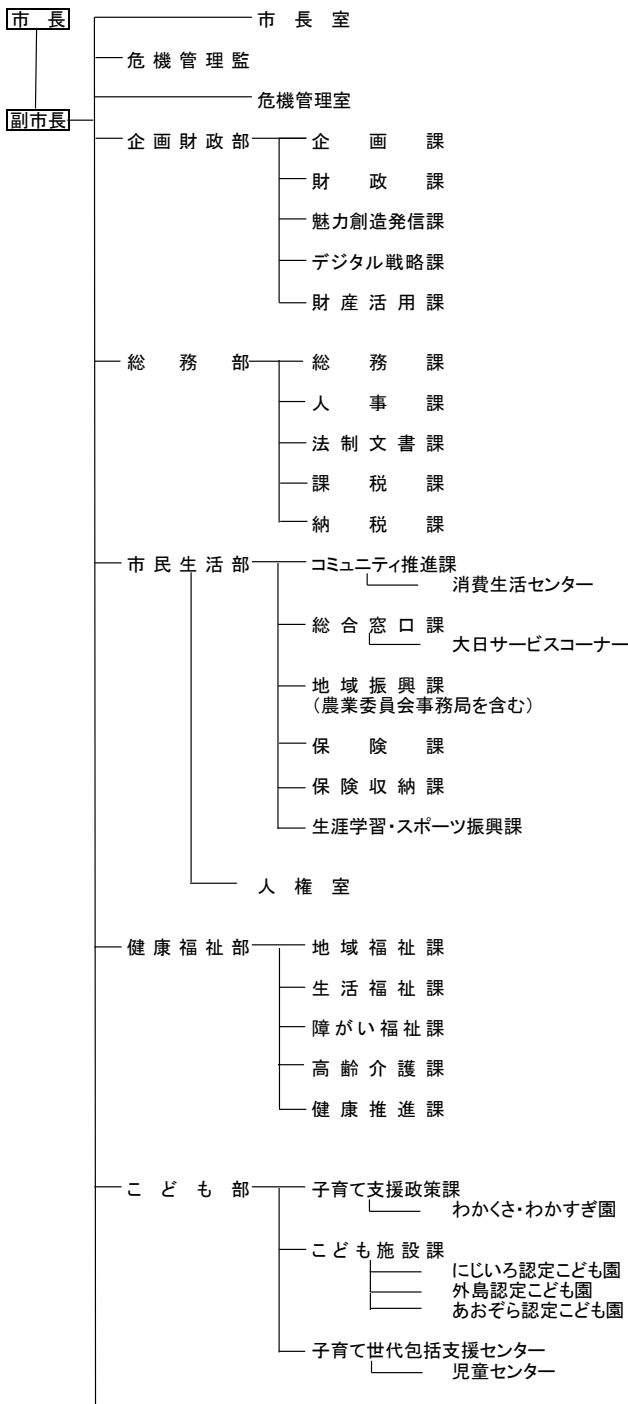 市長
市長室
危機管理監
危機管理室
副市長
企画財政部 企画課
財政課
魅力創造発信課
デジタル戦略課
財産活用課
総務部 総務課
人事課
法制文書課
課税課
納税課
市民生活部 コミュニティ推進課
消費生活センター
総合窓口課
大日サービスコーナー
地域振興課
（農業委員会事務局を含む）
保険課
保険収納課
生涯学習・スポーツ振興課
人権室
健康福祉部 地域福祉課
生活福祉課
障がい福祉課
高齢介護課
健康推進課
こども部 子育て支援政策課
わかくさ・わかすぎ園
こども施設課
にじいろ認定こども園
外島認定こども園
あおぞら認定こども園
子育て世代包括支援センター
児童センター